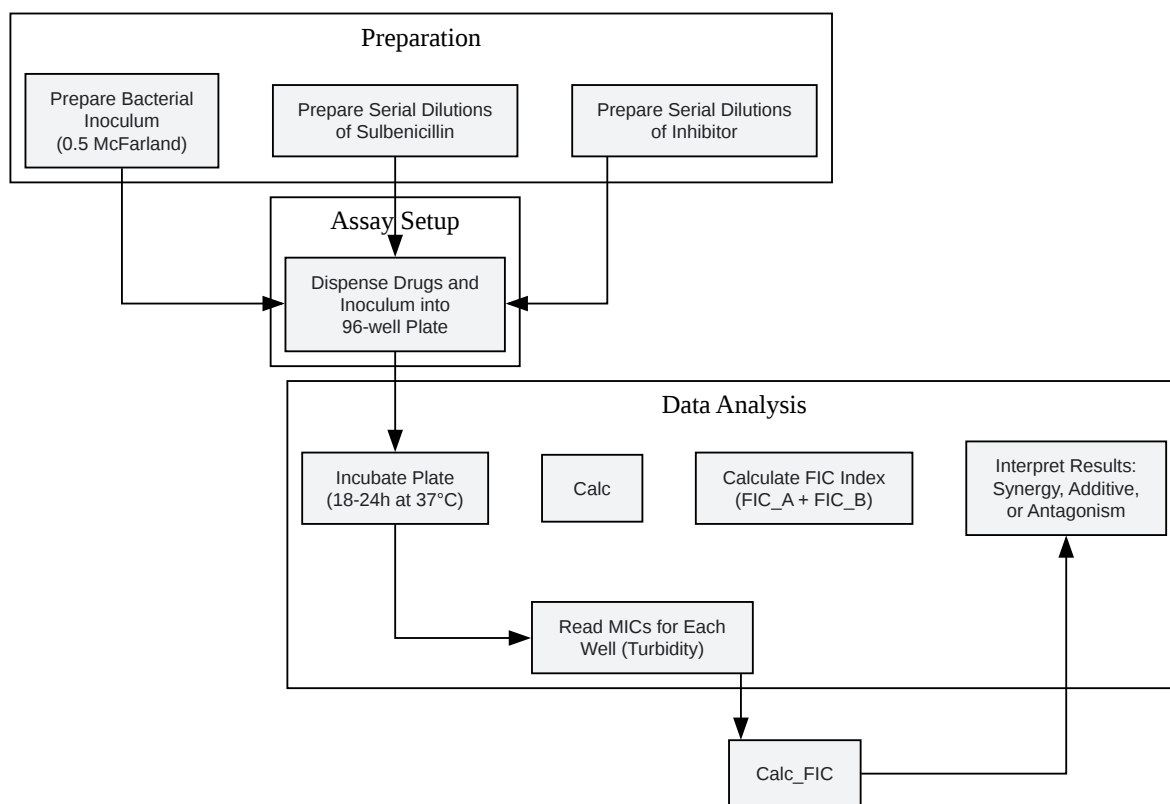 Preparation
Prepare Bacterial
Inoculum
(0.5 McFarland)
Prepare Serial Dilutions
of Sulbenicillin
Prepare Serial Dilutions
of Inhibitor
Assay Setup
Dispense Drugs and
Inoculum into
96-well Plate
Data Analysis
Incubate Plate
(18-24h at 37°C)
Calc
Calculate FIC Index
(FIC_A + FIC_B)
Interpret Results:
Synergy, Additive,
or Antagonism
Read MICs for Each
Well (Turbidity)
Calc_FIC